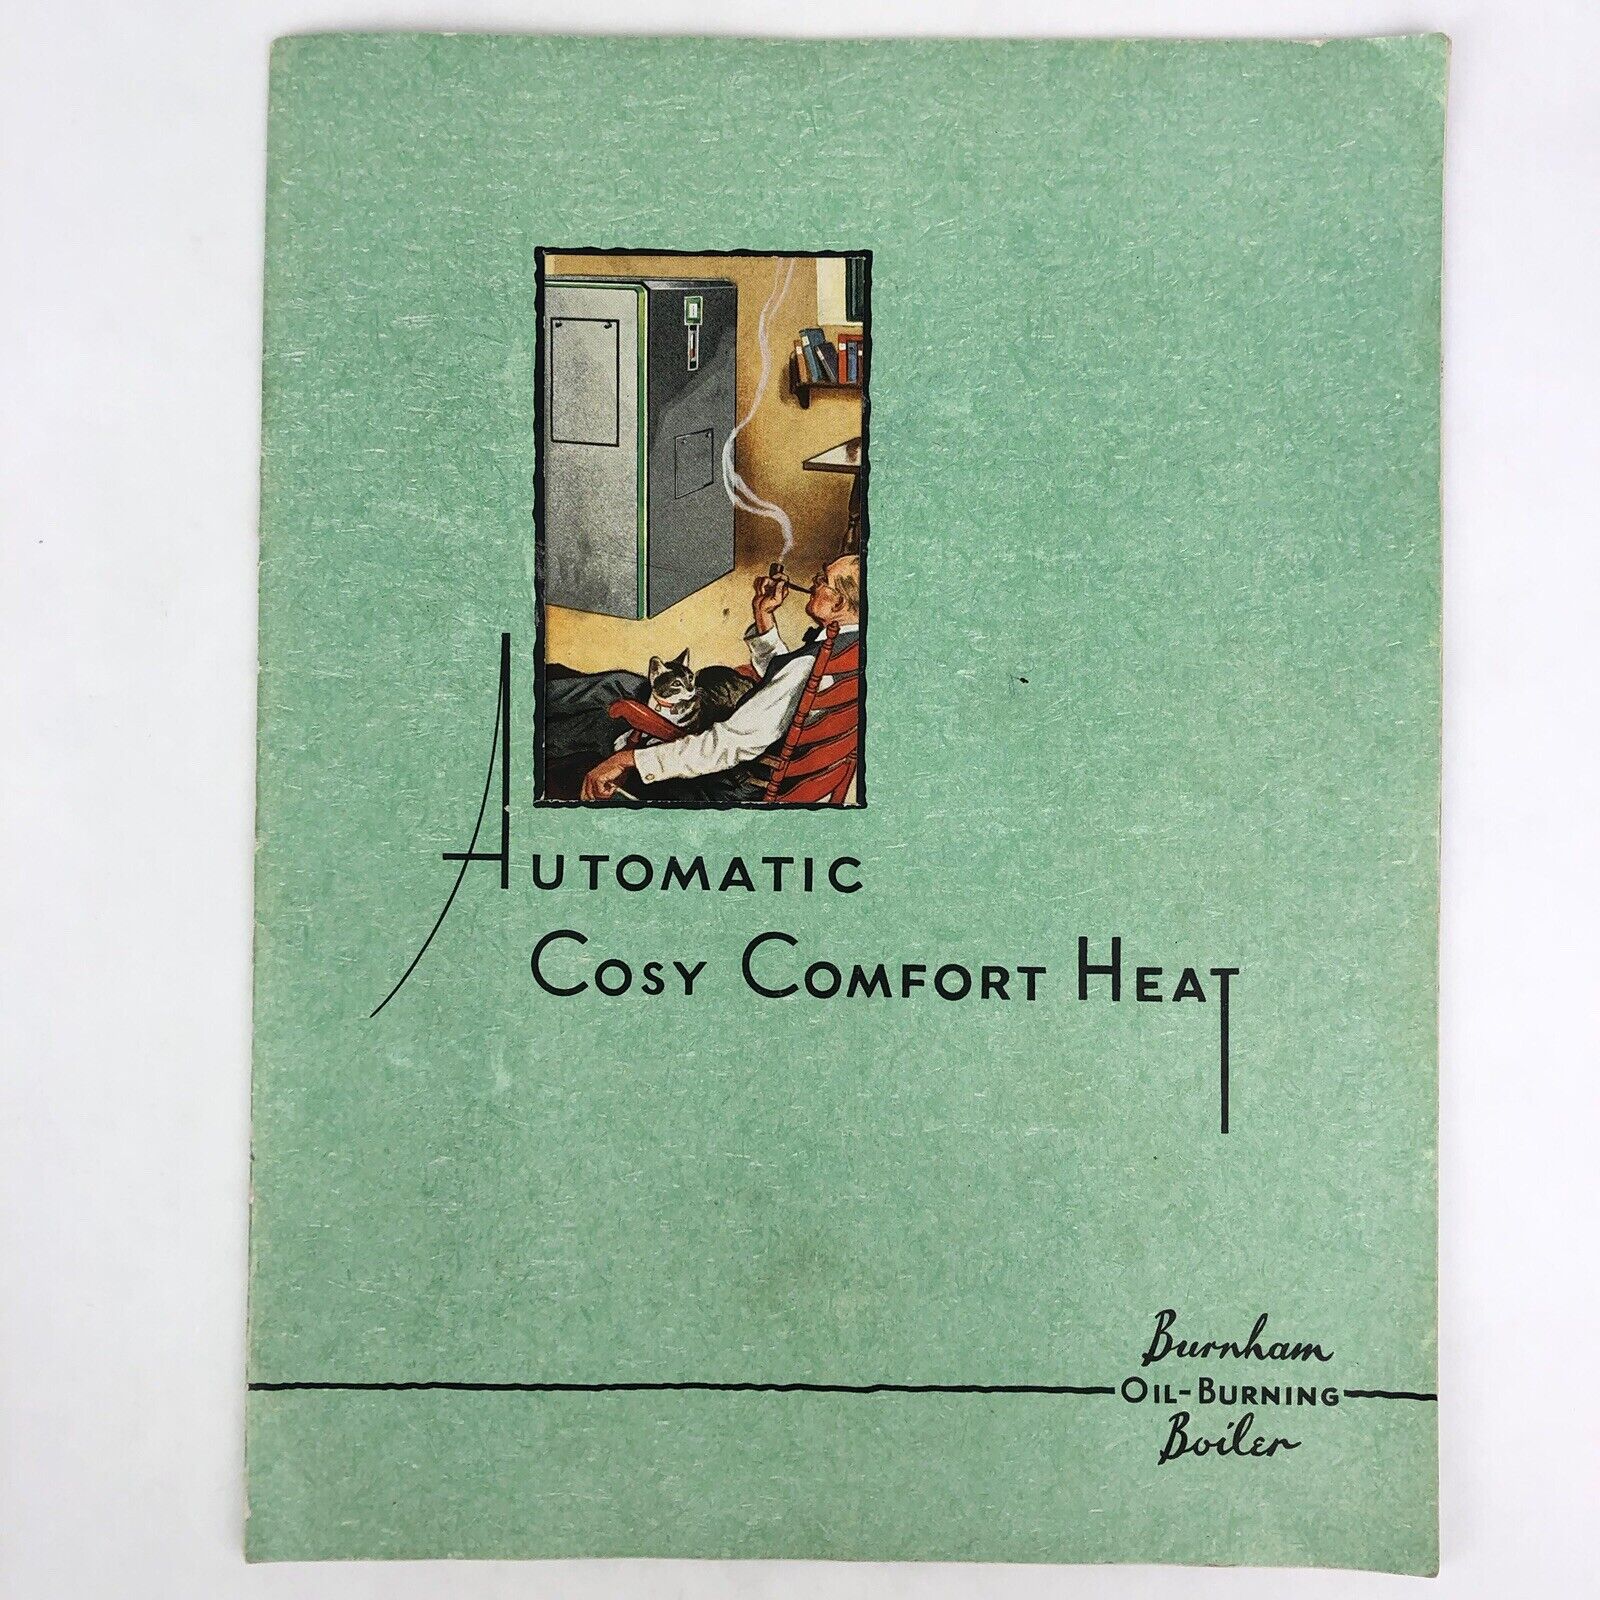 AUTOMATIC
COSY COMFORT HEAT
Burnham
OIL-BURNING
Boiler